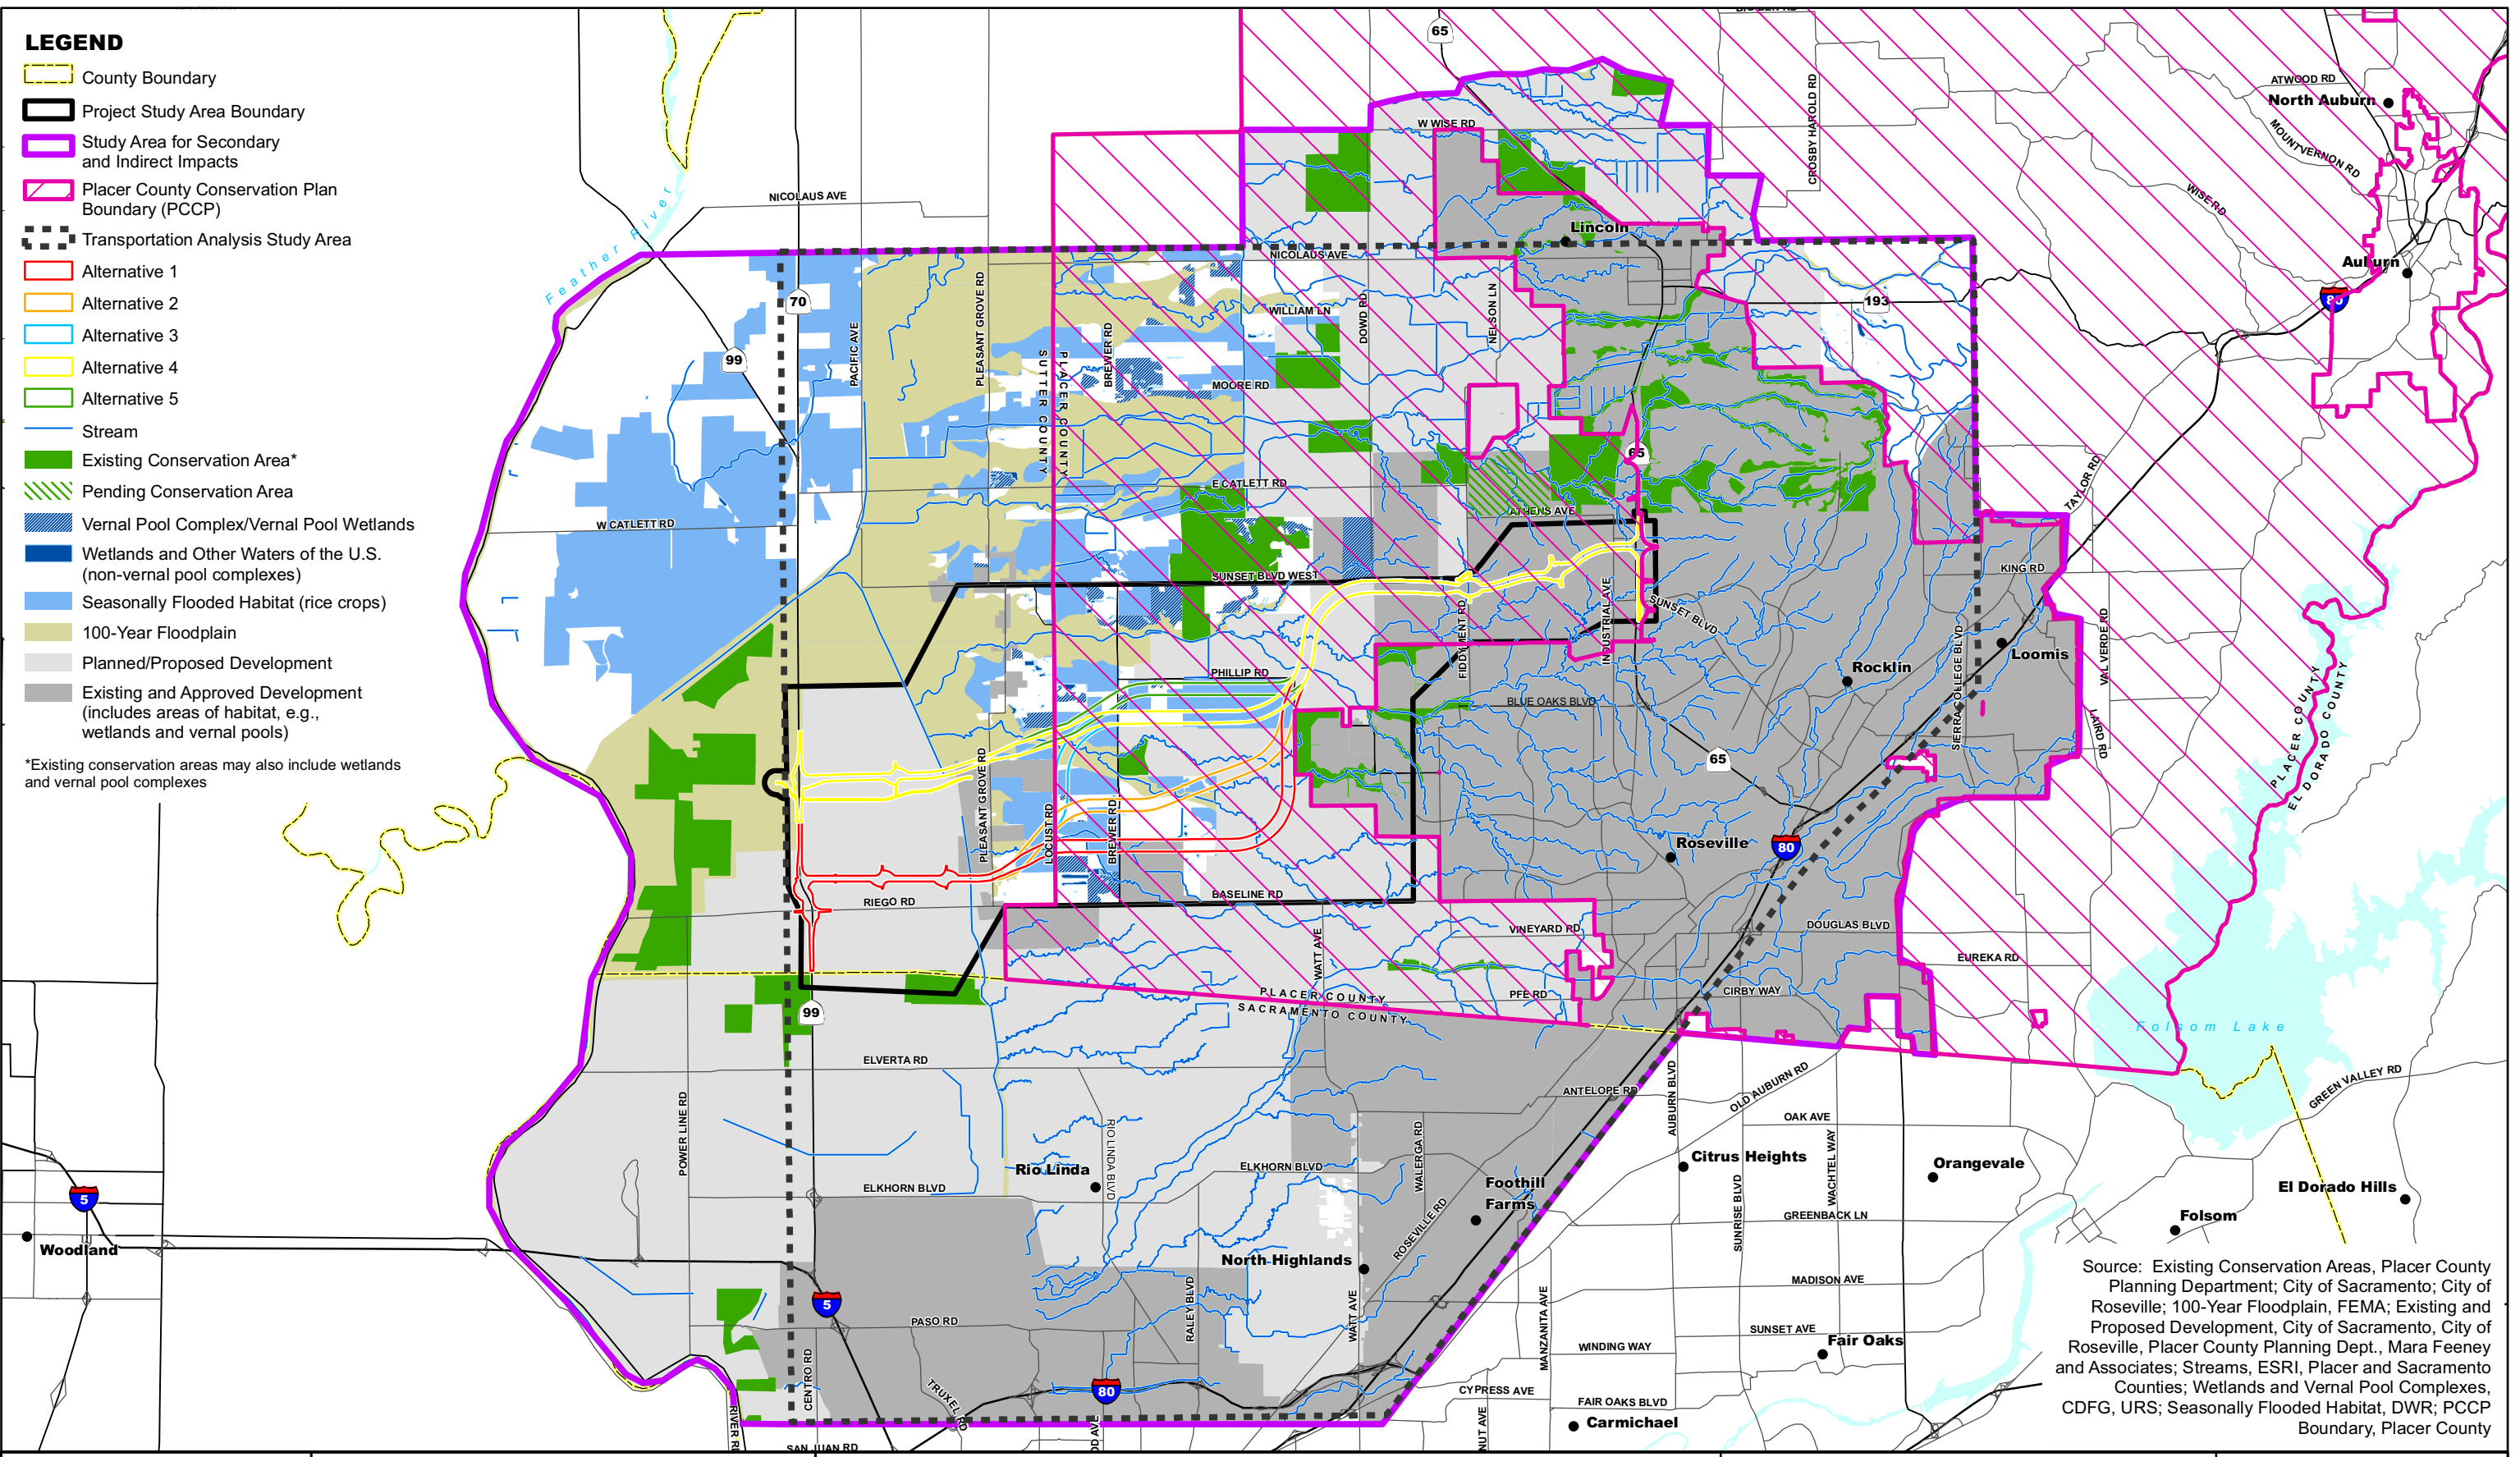 LEGEND
County Boundary
Project Study Area Boundary
Study Area for Secondary
and Indirect Impacts
Placer County Conservation Plan
Boundary (PCCP)
Transportation Analysis Study Area
Alternative 1
Alternative 2
Alternative 3
Alternative 4
Alternative 5
Stream
Existing Conservation Area*
Pending Conservation Area
Vernal Pool Complex/Vernal Pool Wetlands
Wetlands and Other Waters of the U.S.
(non-vernal pool complexes)
Seasonally Flooded Habitat (rice crops)
100-Year Floodplain
Planned/Proposed Development
Existing and Approved Development
(includes areas of habitat, e.g.,
wetlands and vernal pools)
*Existing conservation areas may also include wetlands
and vernal pool complexes
65
ATWOOD RD
North Auburn
MOUNTVERNON RD
WISE RD
CROSBY HAROLD RD
W WISE RD
NICOLAUS AVE
Feather River
Lincoln
NICOLAUS AVE
Auburn
80
193
70
99
PACIFIC AVE
PLEASANT GROVE RD
SUTTER COUNTY
PLACER COUNTY
BREWER RD
WILLIAM LN
DOWD RD
NELSON LN
MOORE RD
65
E CATLETT RD
W CATLETT RD
ATHENS AVE
TAYLOR RD
SUNSET BLVD WEST
KING RD
FIDDYMENT RD
INDUSTRIAL AVE
SUNSET BLVD
SIERRA COLLEGE BLVD
VAL VERDE RD
Loomis
Rocklin
PHILLIP RD
BLUE OAKS BLVD
LAIRD RD
PLACER COUNTY
EL DORADO COUNTY
65
PLEASANT GROVE RD
LOCUST RD
BREWER RD
Roseville
80
RIEGO RD
BASELINE RD
WATT AVE
VINEYARD RD
DOUGLAS BLVD
EUREKA RD
PLACER COUNTY
SACRAMENTO COUNTY
PFE RD
CIRBY WAY
Folsom Lake
99
ELVERTA RD
POWER LINE RD
RIO LINDA BLVD
ANTELOPE RD
AUBURN BLVD
OLD AUBURN RD
OAK AVE
GREEN VALLEY RD
WALERGA RD
WACHTEL WAY
Rio Linda
ELKHORN BLVD
ELKHORN BLVD
Citrus Heights
Orangevale
Foothill
Farms
El Dorado Hills
Folsom
5
Woodland
SUNRISE BLVD
GREENBACK LN
ROSEVILLE RD
North Highlands
MADISON AVE
5
RALEY BLVD
WATT AVE
MANZANITA AVE
PASO RD
SUNSET AVE
Fair Oaks
WINDING WAY
CENTRO RD
TRUXEL RD
80
CYPRESS AVE
FAIR OAKS BLVD
Carmichael
SAN JUAN RD
Source: Existing Conservation Areas, Placer County
Planning Department; City of Sacramento; City of
Roseville; 100-Year Floodplain, FEMA; Existing and
Proposed Development, City of Sacramento, City of
Roseville, Placer County Planning Dept., Mara Feeney
and Associates; Streams, ESRI, Placer and Sacramento
Counties; Wetlands and Vernal Pool Complexes,
CDFG, URS; Seasonally Flooded Habitat, DWR; PCCP
Boundary, Placer County